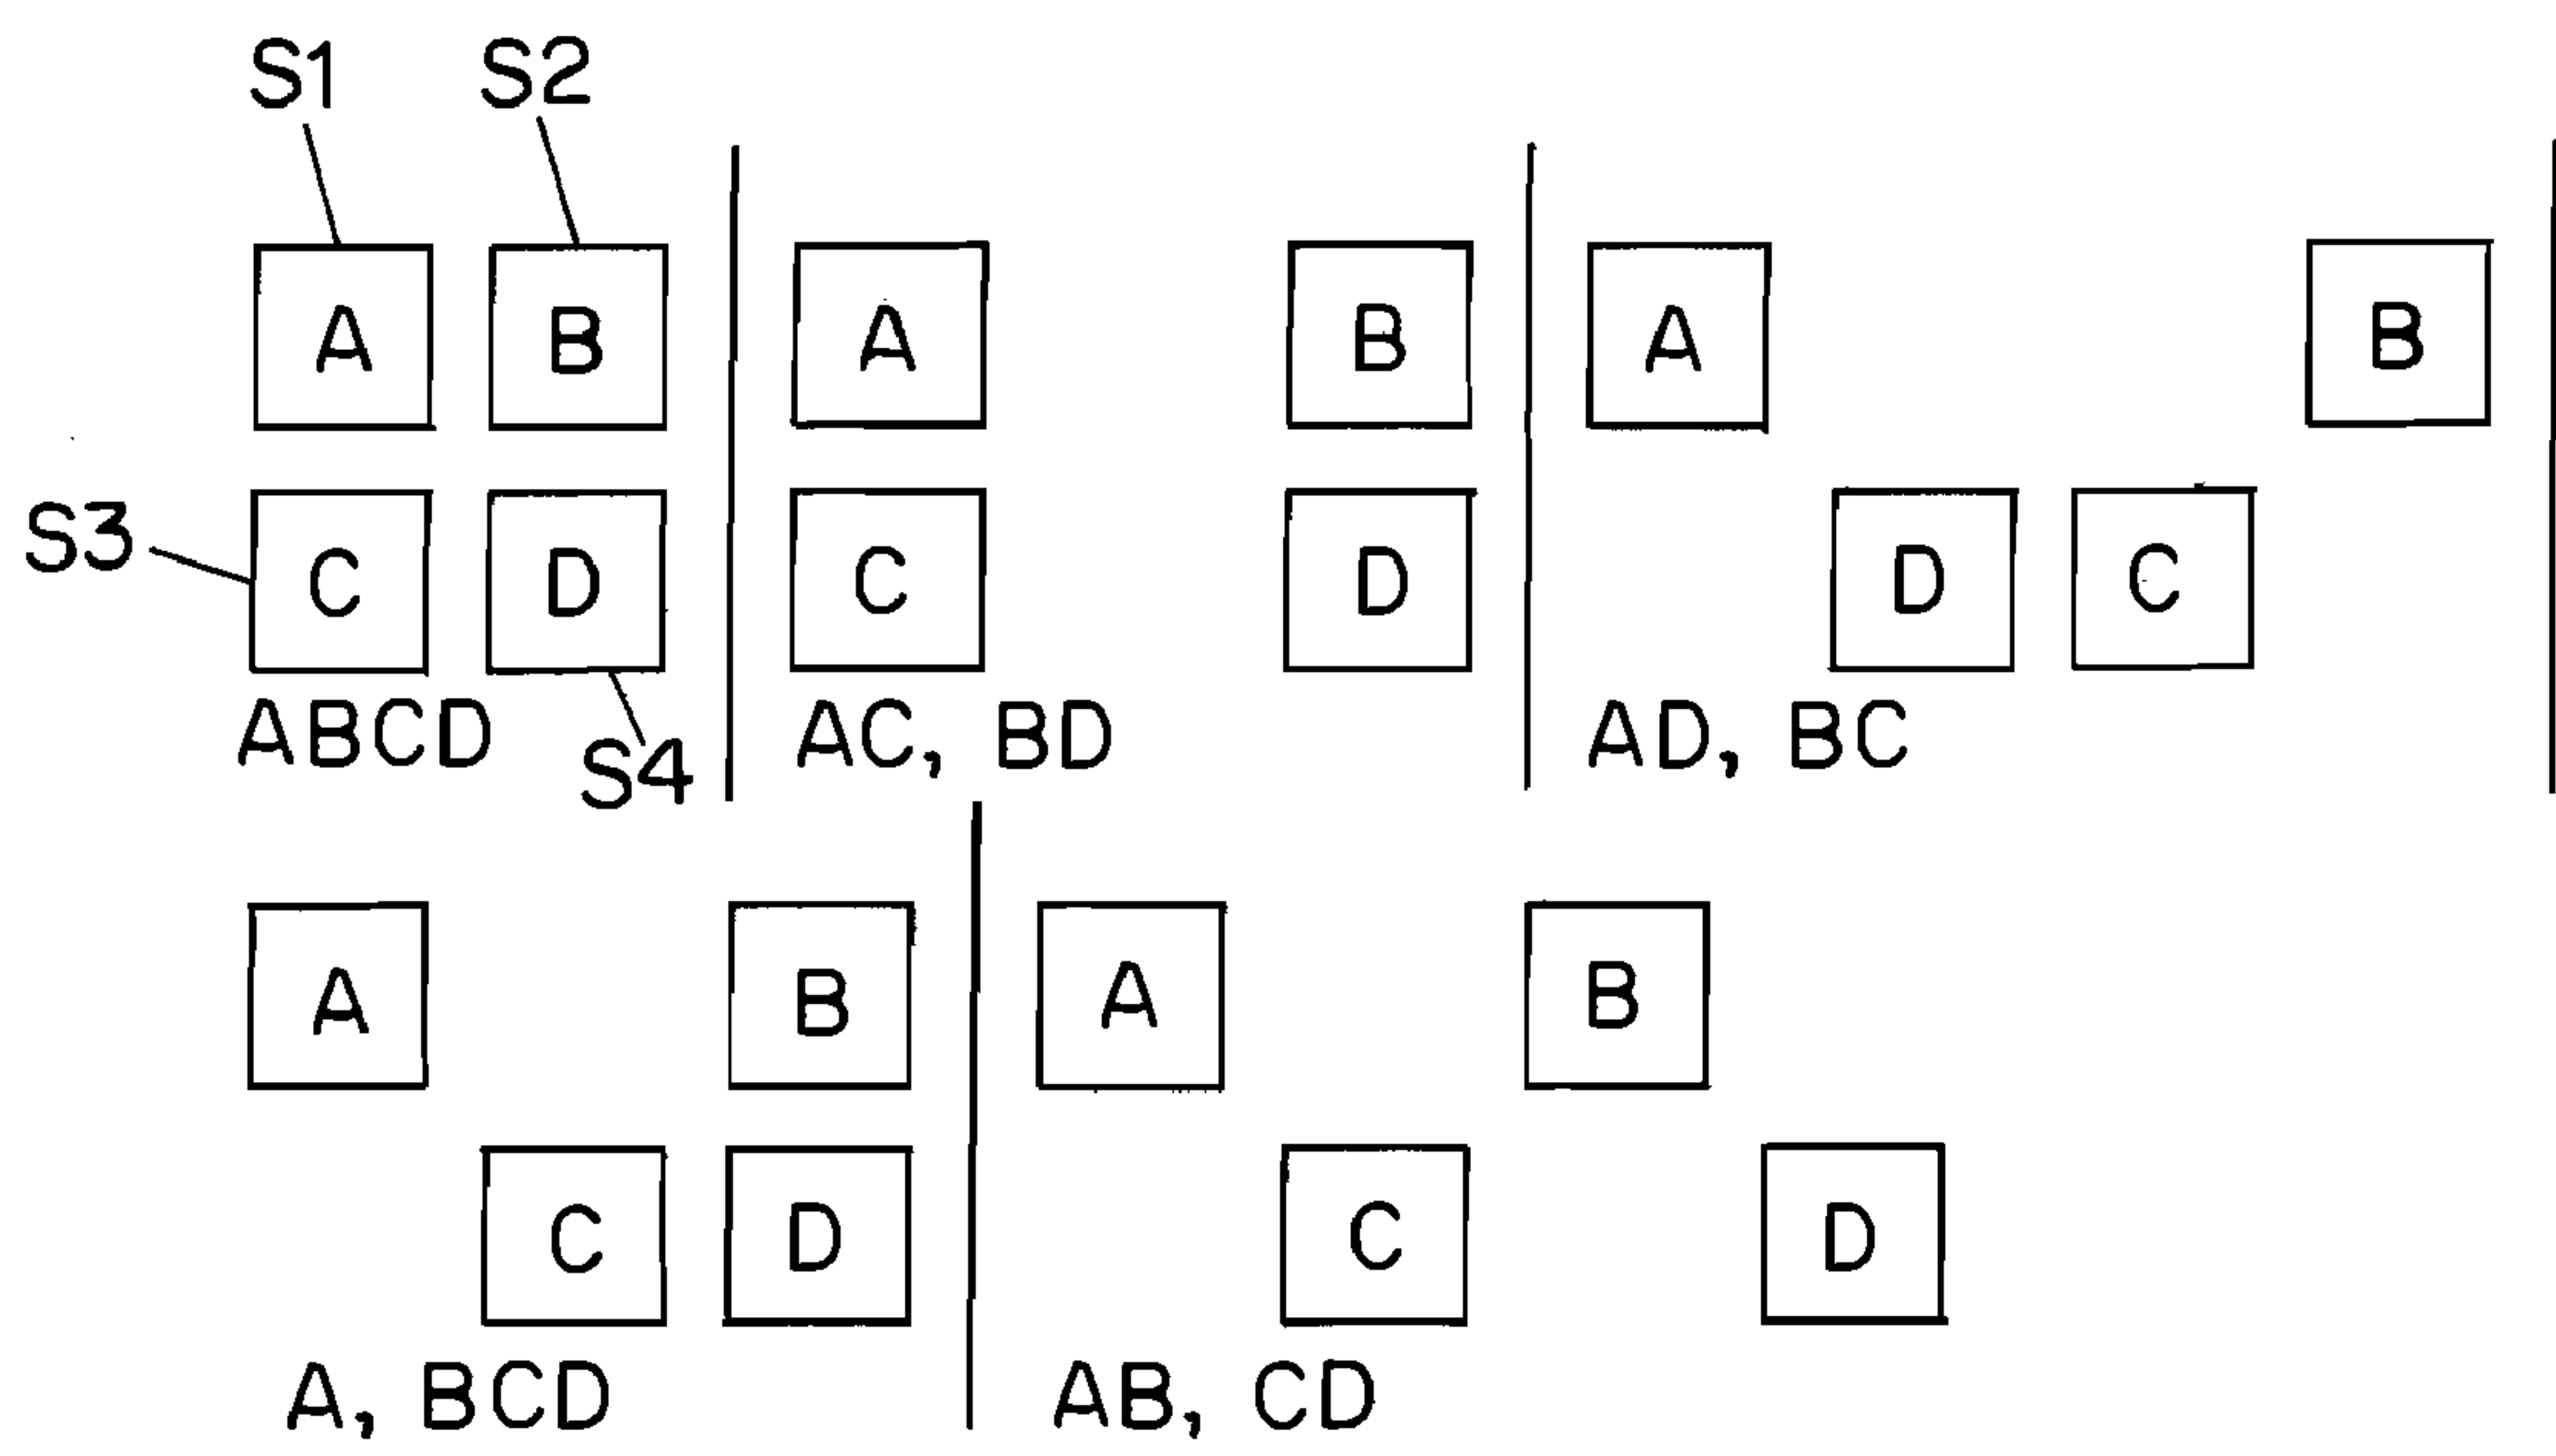 S1 S2
A B A B A B
S3 C D C D D C
ABCD S4 AC, BD AD, BC
A B A B
C D C D
A, BCD AB, CD